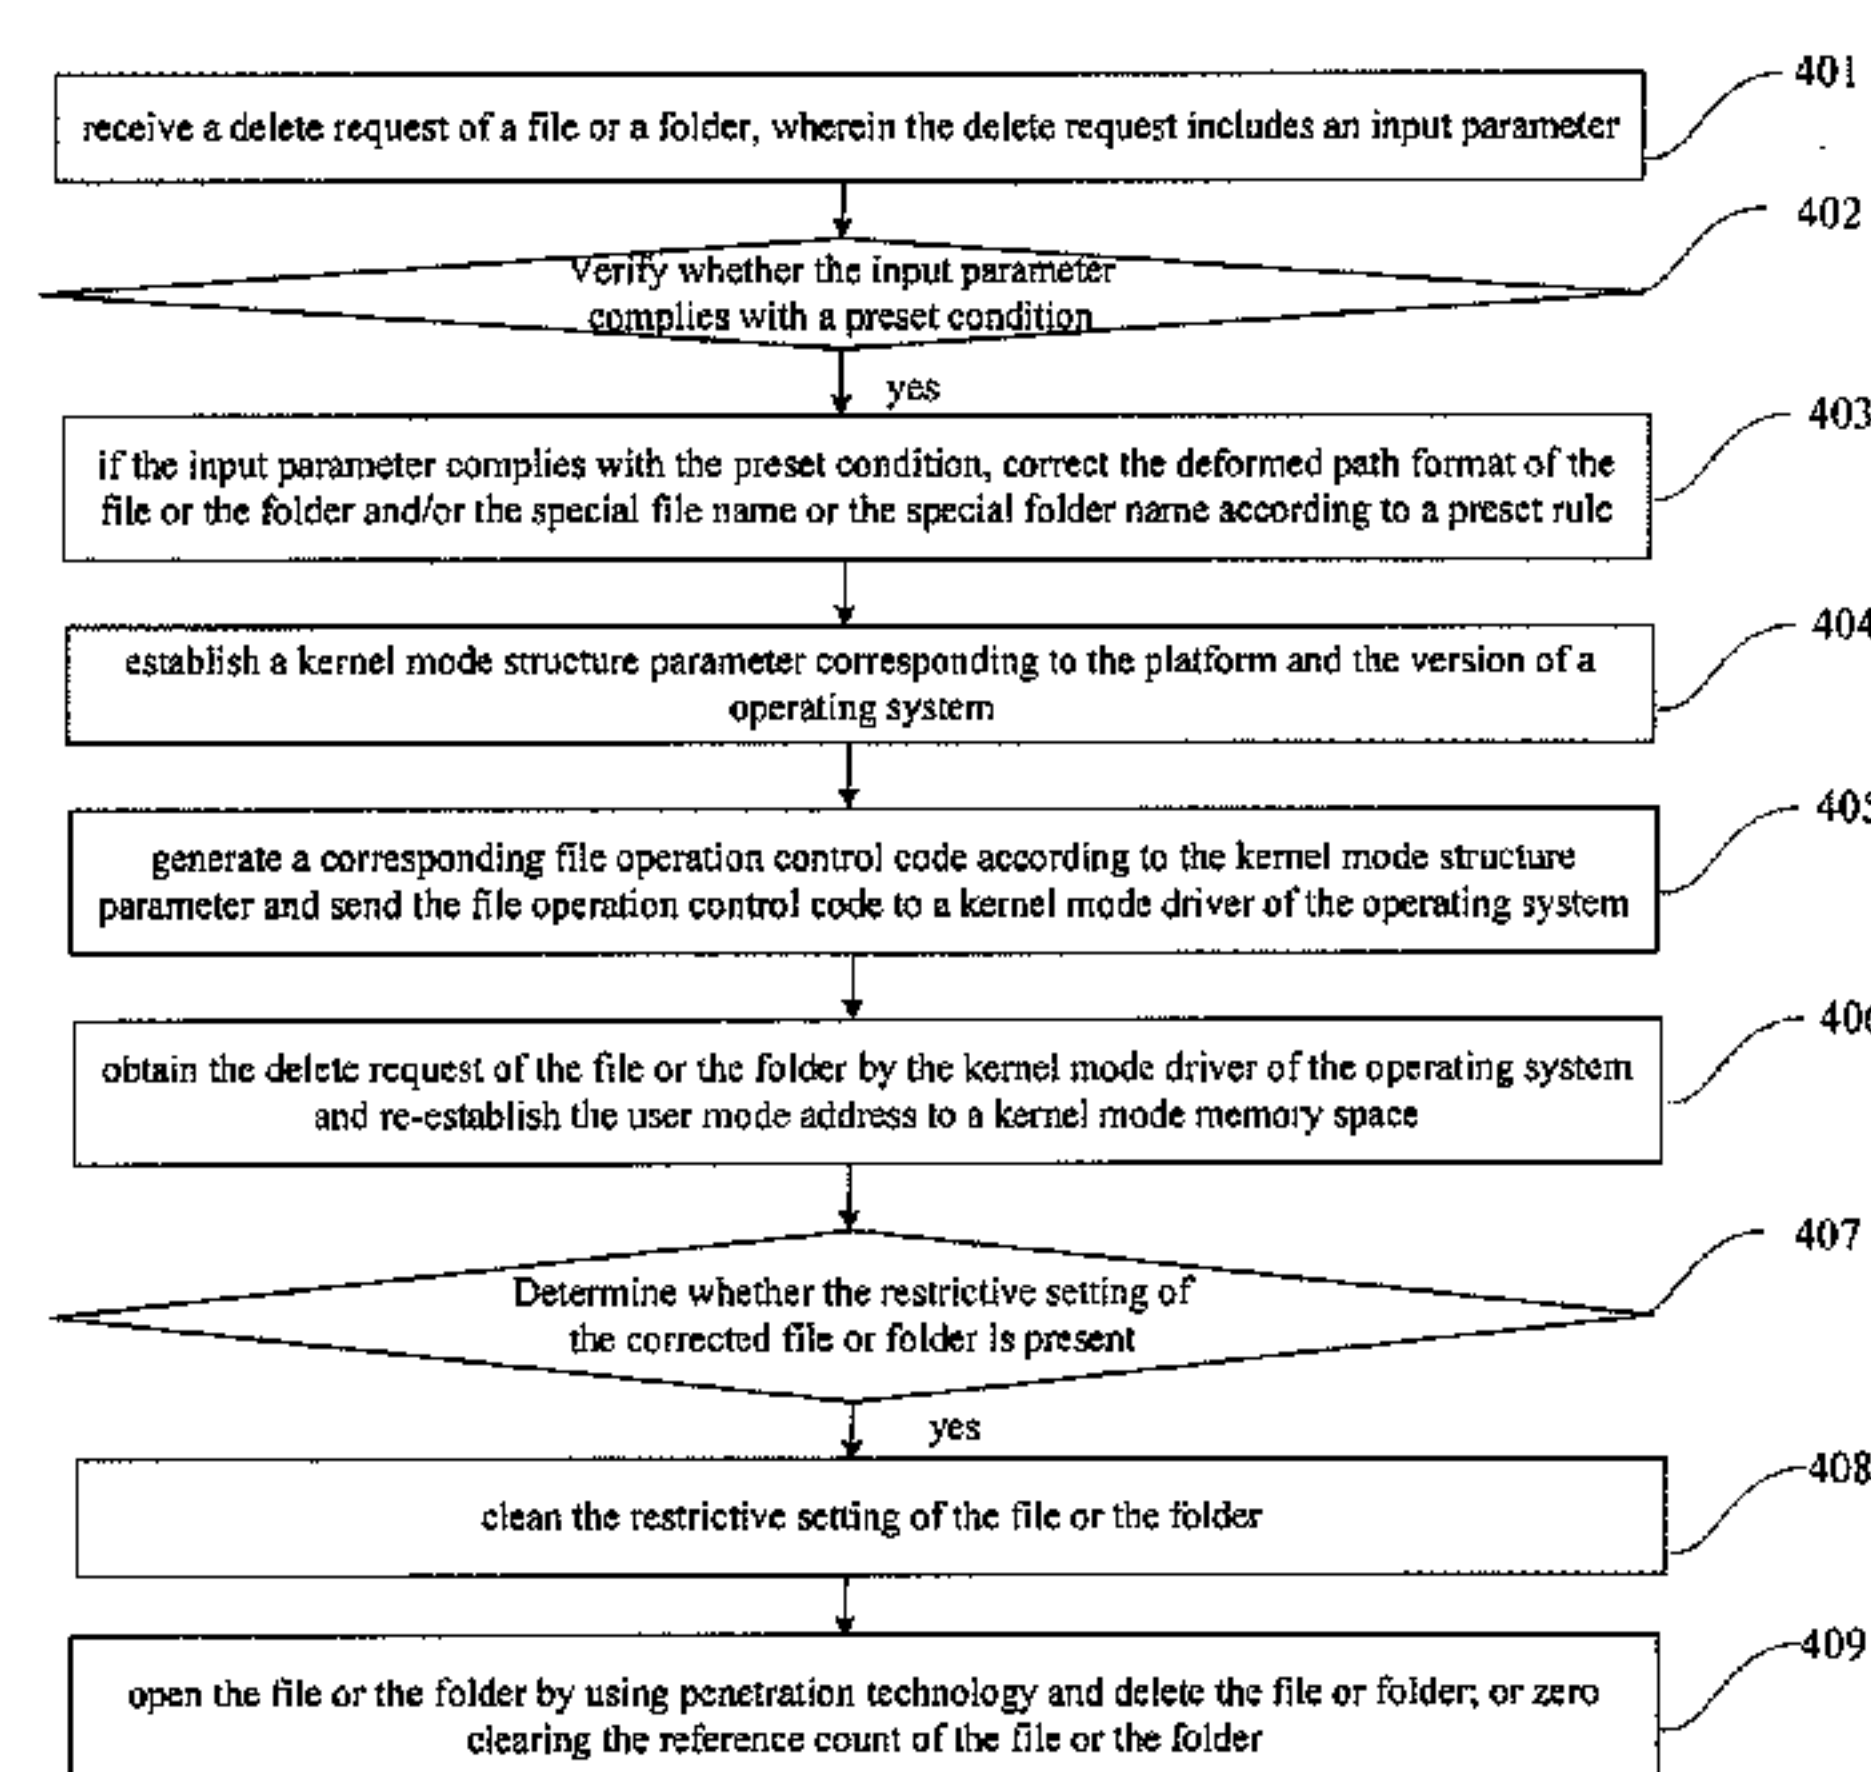 401
receive a delete request of a file or a folder, wherein the delete request includes an input parameter
402
Verify whether the input parameter
complies with a preset condition
yes
403
if the input parameter complies with the preset condition, correct the deformed path format of the
file or the folder and/or the special file name or the special folder name according to a preset rule
404
establish a kernel mode structure parameter corresponding to the platform and the version of a
operating system
405
generate a corresponding file operation control code according to the kernel mode structure
parameter and send the file operation control code to a kernel mode driver of the operating system
406
obtain the delete request of the file or the folder by the kernel mode driver of the operating system
and re-establish the user mode address to a kernel mode memory space
407
Determine whether the restrictive setting of
the corrected file or folder is present
yes
408
clean the restrictive setting of the file or the folder
409
open the file or the folder by using penetration technology and delete the file or folder; or zero
clearing the reference count of the file or the folder